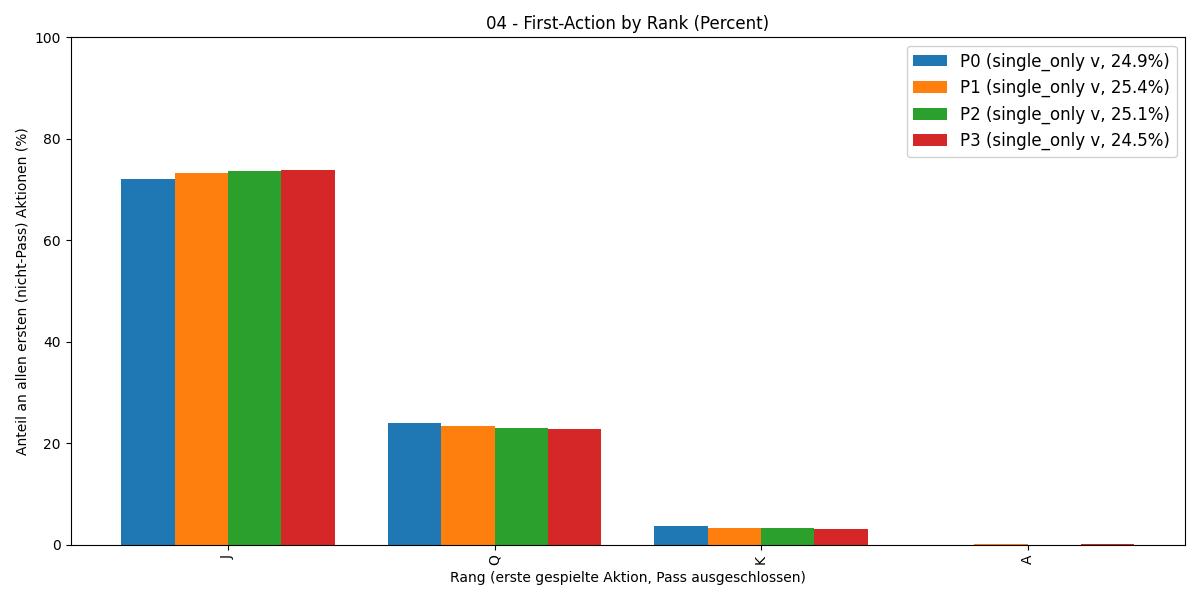 04 - First-Action by Rank (Percent)
P0 (single_only v, 24.9%)
P1 (single_only v, 25.4%)
P2 (single_only v, 25.1%)
P3 (single_only v, 24.5%)
Anteil an allen ersten (nicht-Pass) Aktionen (%)
100
80
60
40
20
0
J Q K A
Rang (erste gespielte Aktion, Pass ausgeschlossen)